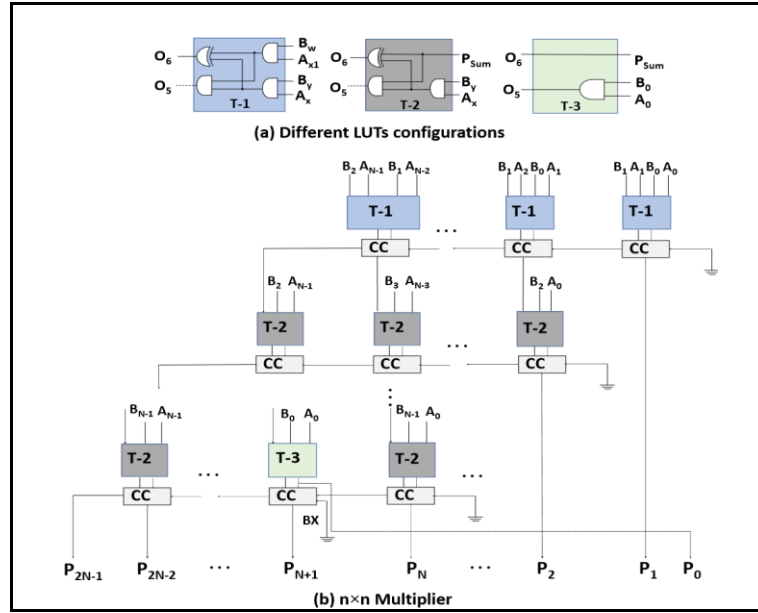 O6 Bw Ax1 O5 By Ax T-1
O6 PSum O5 By Ax T-2
O6 PSum B0 O5 A0 T-3
(a) Different LUTs configurations
B2 AN-1 B1 AN-2 B1 A2 B0 A1 B1 A1 B0 A0
T-1 ... T-1 T-1
CC CC CC
B2 AN-1 B3 AN-3 B2 A0
T-2 T-2 ... T-2
CC CC CC
BN-1 AN-1 B0 A0 BN-1 A0
T-2 ... T-3 T-2 ...
CC CC CC
BX
P2N-1 P2N-2 ... PN+1 PN ... P2 P1 P0
(b) n×n Multiplier